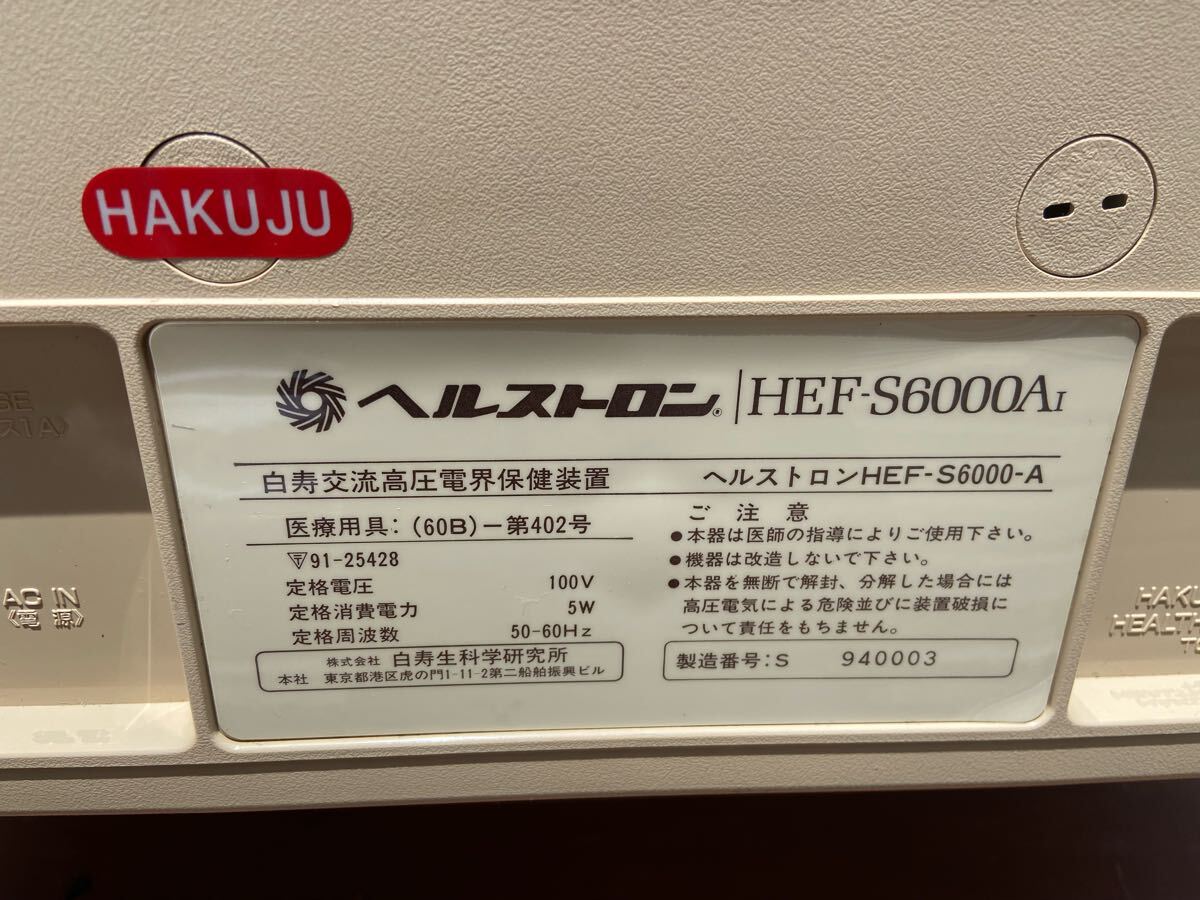 HAKUJU
ヘルストロン® HEF-S6000AI
白寿交流高圧電界保健装置 ヘルストロンHEF-S6000-A
医療用具:(60B)-第402号
〒91-25428
定格電圧 100V
定格消費電力 5W
定格周波数 50-60Hz
株式会社 白寿生科学研究所
本社 東京都港区虎の門1-11-2第二船舶振興ビル
ご注意
●本器は医師の指導によりご使用下さい。
●機器は改造しないで下さい。
●本器を無断で解封、分解した場合には
高圧電気による危険並びに装置破損に
ついて責任をもちません。
製造番号:S 940003
AC IN
《電源》
HAKU
HEALTH